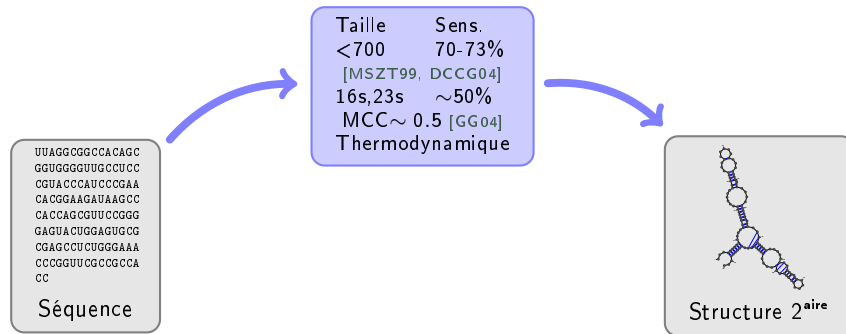 Taille Sens.
<700 70-73%
[MSZT99, DCCG04]
16s,23s ~50%
MCC~ 0.5 [GG04]
Thermodynamique
UUAGGCGGCCACAGC
GGUGGGGUUGCCUCC
CGUACCCAUCCCGAA
CACGGAAGAUAAGCC
CACCAGCGUUCCGGG
GAGUACUGGAGUGCG
CGAGCCUCUGGGAAA
CCCGGUUCGCCGCCA
CC
Séquence
Structure 2aire